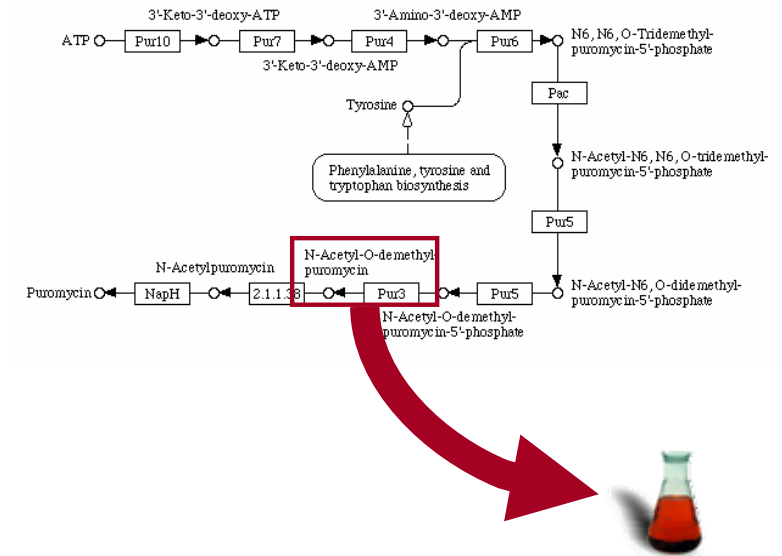 3'-Keto-3'-deoxy-ATP
3'-Amino-3'-deoxy-AMP
ATP
Pur10
Pur7
Pur4
Pur6
N6, N6, O-Tridemethyl-
puromycin-5'-phosphate
3'-Keto-3'-deoxy-AMP
Pac
Tyrosine
Phenylalanine, tyrosine and
tryptophan biosynthesis
N-Acetyl-N6, N6, O-tridemethyl-
puromycin-5'-phosphate
Pur5
N-Acetyl-O-demethyl-
puromycin
N-Acetylpuromycin
Puromycin
NapH
2.1.1.38
Pur3
Pur5
N-Acetyl-N6, O-didemethyl-
puromycin-5'-phosphate
N-Acetyl-O-demethyl-
puromycin-5'-phosphate